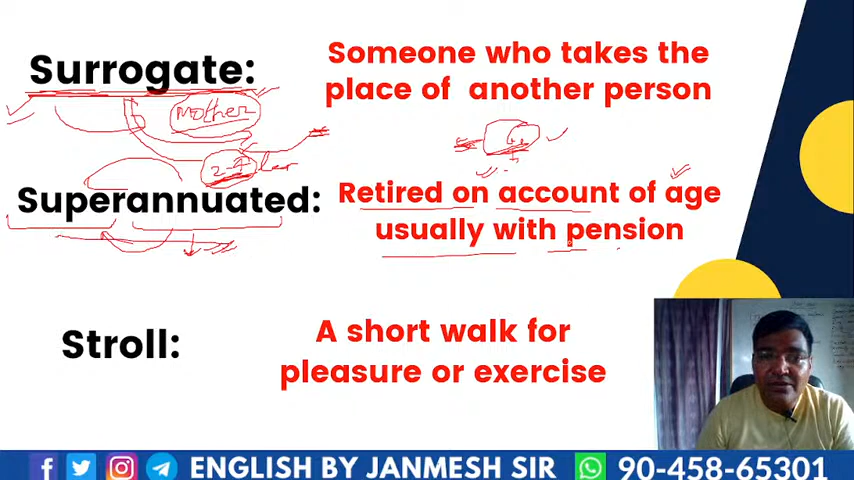 Surrogate:
Someone who takes the
place of another person
Mother
Superannuated:
Retired on account of age
usually with pension
Stroll:
A short walk for
pleasure or exercise
ENGLISH BY JANMESH SIR
90-458-65301